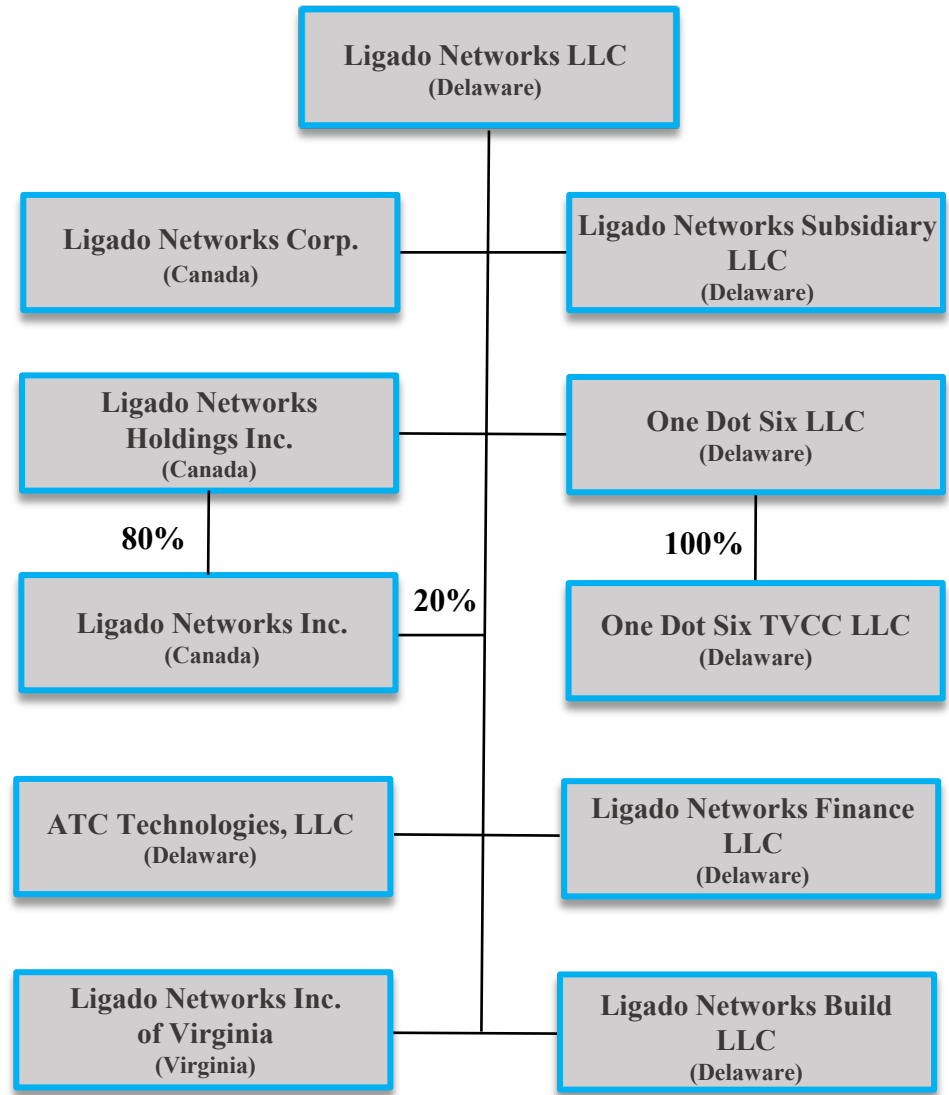 Ligado Networks LLC
(Delaware)
Ligado Networks Corp.
(Canada)
Ligado Networks Subsidiary
LLC
(Delaware)
Ligado Networks
Holdings Inc.
(Canada)
One Dot Six LLC
(Delaware)
80%
100%
Ligado Networks Inc.
(Canada)
20%
One Dot Six TVCC LLC
(Delaware)
ATC Technologies, LLC
(Delaware)
Ligado Networks Finance
LLC
(Delaware)
Ligado Networks Inc.
of Virginia
(Virginia)
Ligado Networks Build
LLC
(Delaware)